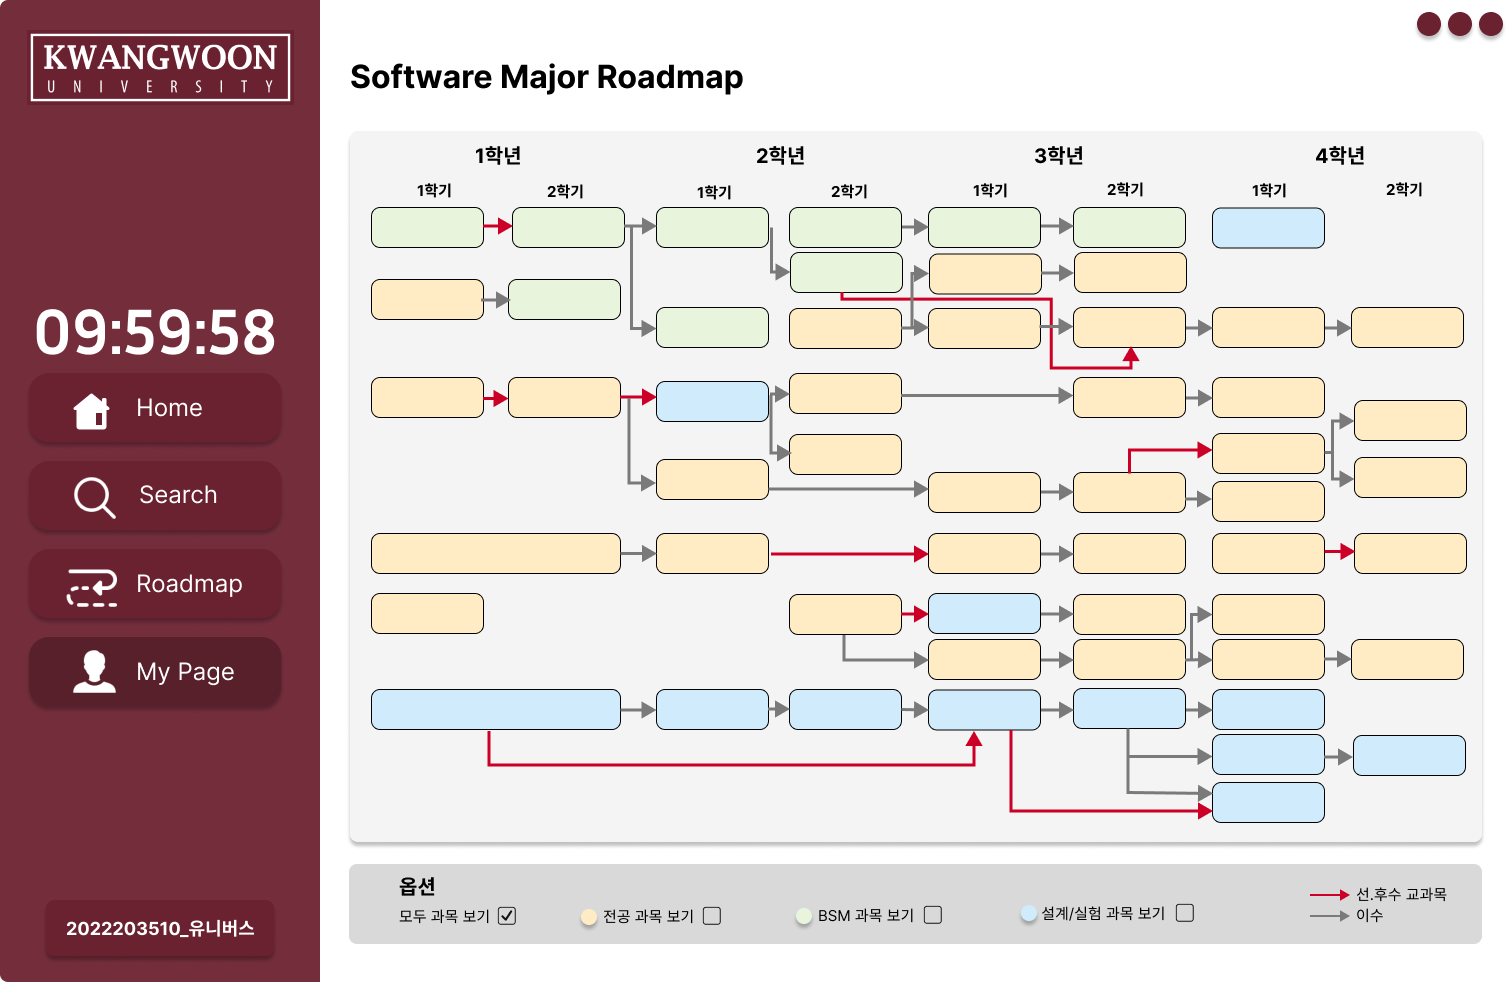 KWANGWOON
UNIVERSITY
09:59:58
Home
Search
Roadmap
My Page
2022203510_유니버스
Software Major Roadmap
1학년 2학년 3학년 4학년
1학기 2학기 1학기 2학기 1학기 2학기 1학기 2학기
옵션
모두 과목 보기 전공 과목 보기 BSM 과목 보기 설계/실험 과목 보기
선.후수 교과목
이수